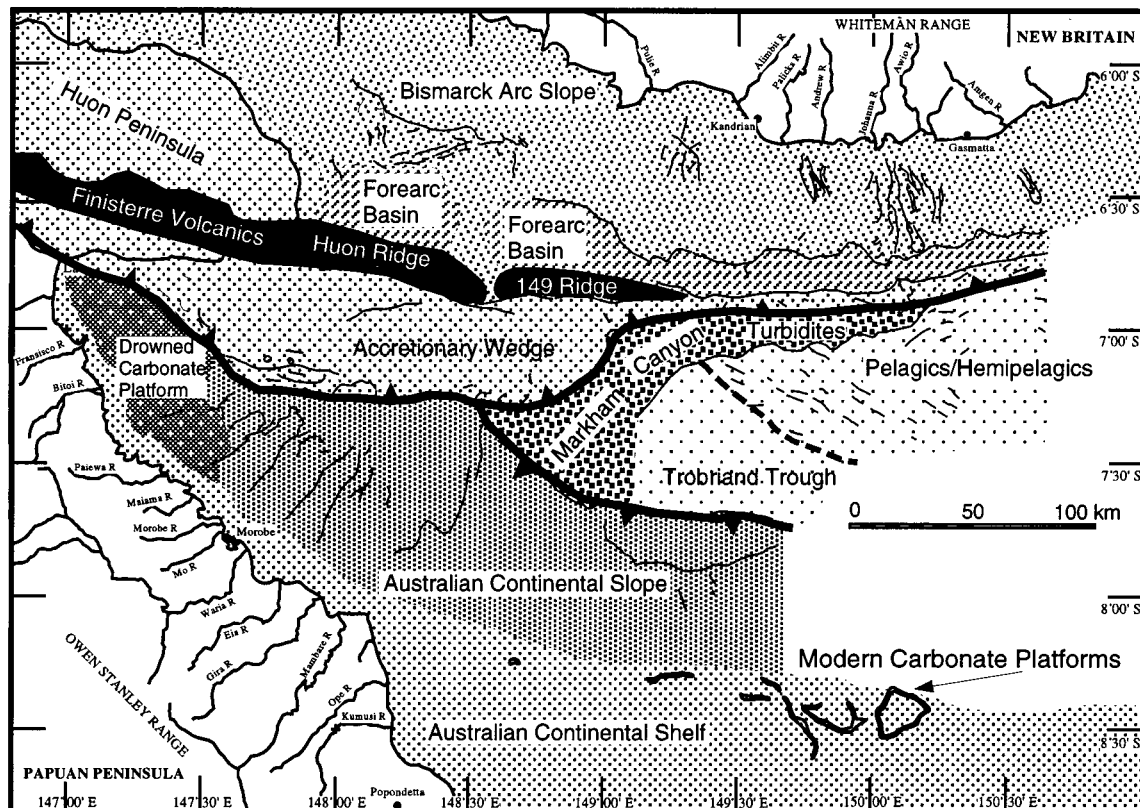 WHITEMAN RANGE
NEW BRITAIN
Pulie R
Alimbit R
Palicks R
Andrew R
Johanna R
Awio R
Amgen R
6°00' S
Huon Peninsula
Bismarck Arc Slope
Kandrian
Gasmatta
Forearc
Basin
6°30' S
Finisterre Volcanics
Huon Ridge
Forearc
Basin
149 Ridge
Turbidites
7°00' S
Fransisco R
Drowned
Carbonate
Platform
Accretionary Wedge
Markham Canyon
Pelagics/Hemipelagics
Bitoi R
Paiewa R
Trobriand Trough
7°30' S
Maiama R
0 50 100 km
Morobe R
Morobe
Mo R
Australian Continental Slope
8°00' S
Waria R
Eia R
Gira R
Mambare R
OWEN STANLEY RANGE
Ope R
Kumusi R
Modern Carbonate Platforms
Australian Continental Shelf
8°30' S
PAPUAN PENINSULA
Popondetta
147°00' E
147°30' E
148°00' E
148°30' E
149°00' E
149°30' E
150°00' E
150°30' E